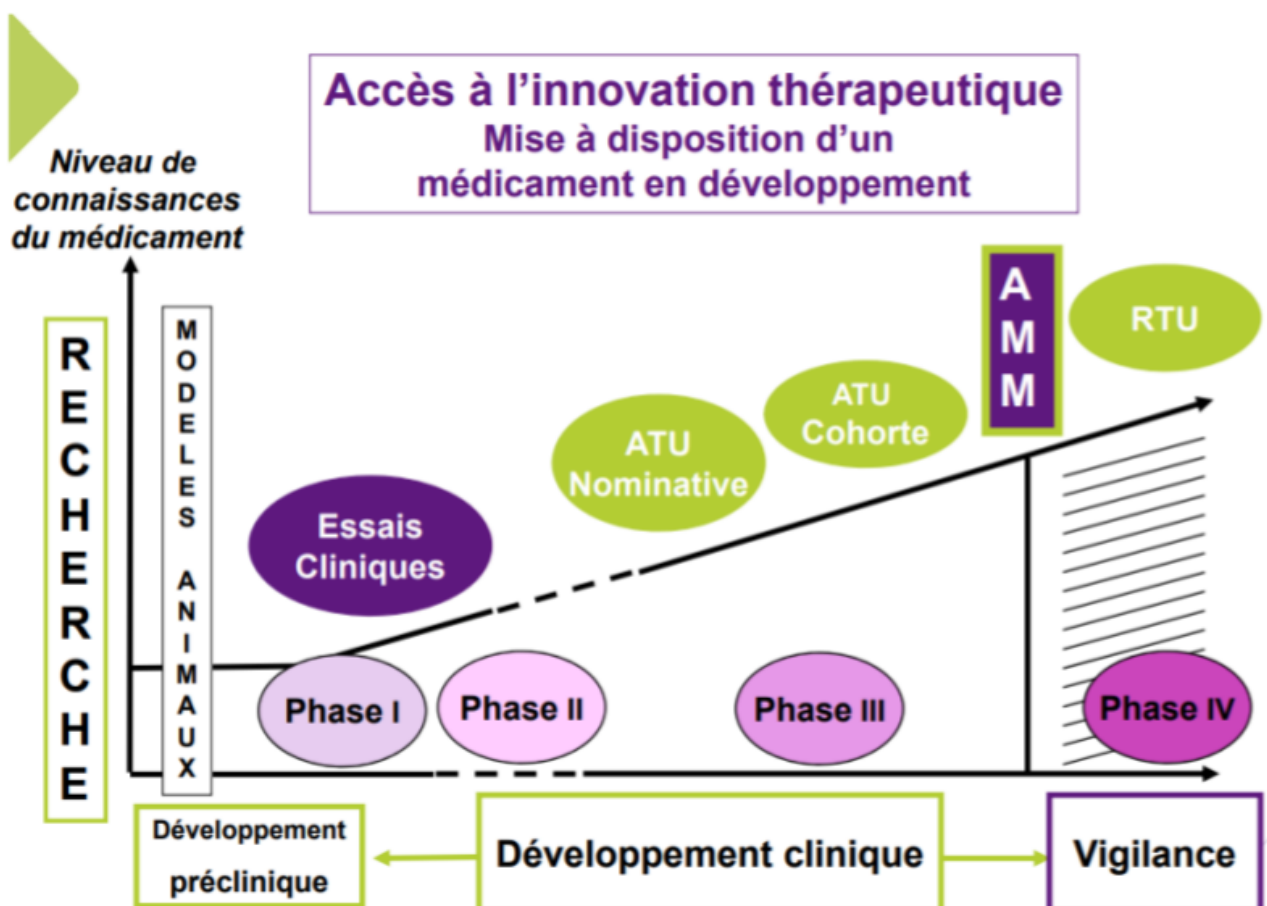 Accès à l’innovation thérapeutique
Mise à disposition d’un
médicament en développement
Niveau de
connaissances
du médicament
RECHERCHE
MODELES ANIMAUX
Essais
Cliniques
ATU
Nominative
ATU
Cohorte
AMM
RTU
Phase I
Phase II
Phase III
Phase IV
Développement
préclinique
Développement clinique
Vigilance